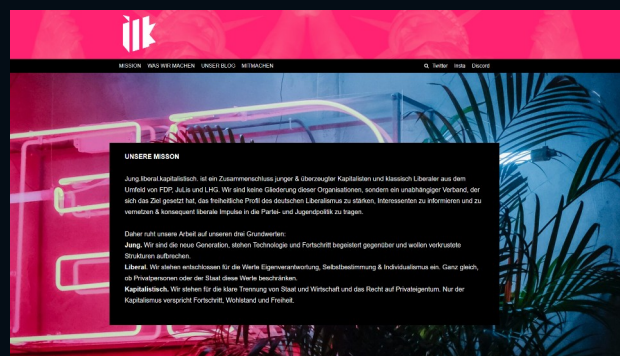 jlk
MISSION WAS WIR MACHEN UNSER BLOG MITMACHEN Twitter Insta Discord
UNSERE MISSON
Jung.liberal.kapitalistisch. ist ein Zusammenschluss junger & überzeugter Kapitalisten und klassisch Liberaler aus dem
Umfeld von FDP, JuLis und LHG. Wir sind keine Gliederung dieser Organisationen, sondern ein unabhängiger Verband, der
sich das Ziel gesetzt hat, das freiheitliche Profil des deutschen Liberalismus zu stärken, Interessenten zu informieren und zu
vernetzen & konsequent liberale Impulse in die Partei- und Jugendpolitik zu tragen.
Daher ruht unsere Arbeit auf unseren drei Grundwerten:
Jung. Wir sind die neue Generation, stehen Technologie und Fortschritt begeistert gegenüber und wollen verkrustete
Strukturen aufbrechen.
Liberal. Wir stehen entschlossen für die Werte Eigenverantwortung, Selbstbestimmung & Individualismus ein. Ganz gleich,
ob Privatpersonen oder der Staat diese Werte beschränken.
Kapitalistisch. Wir stehen für die klare Trennung von Staat und Wirtschaft und das Recht auf Privateigentum. Nur der
Kapitalismus verspricht Fortschritt, Wohlstand und Freiheit.